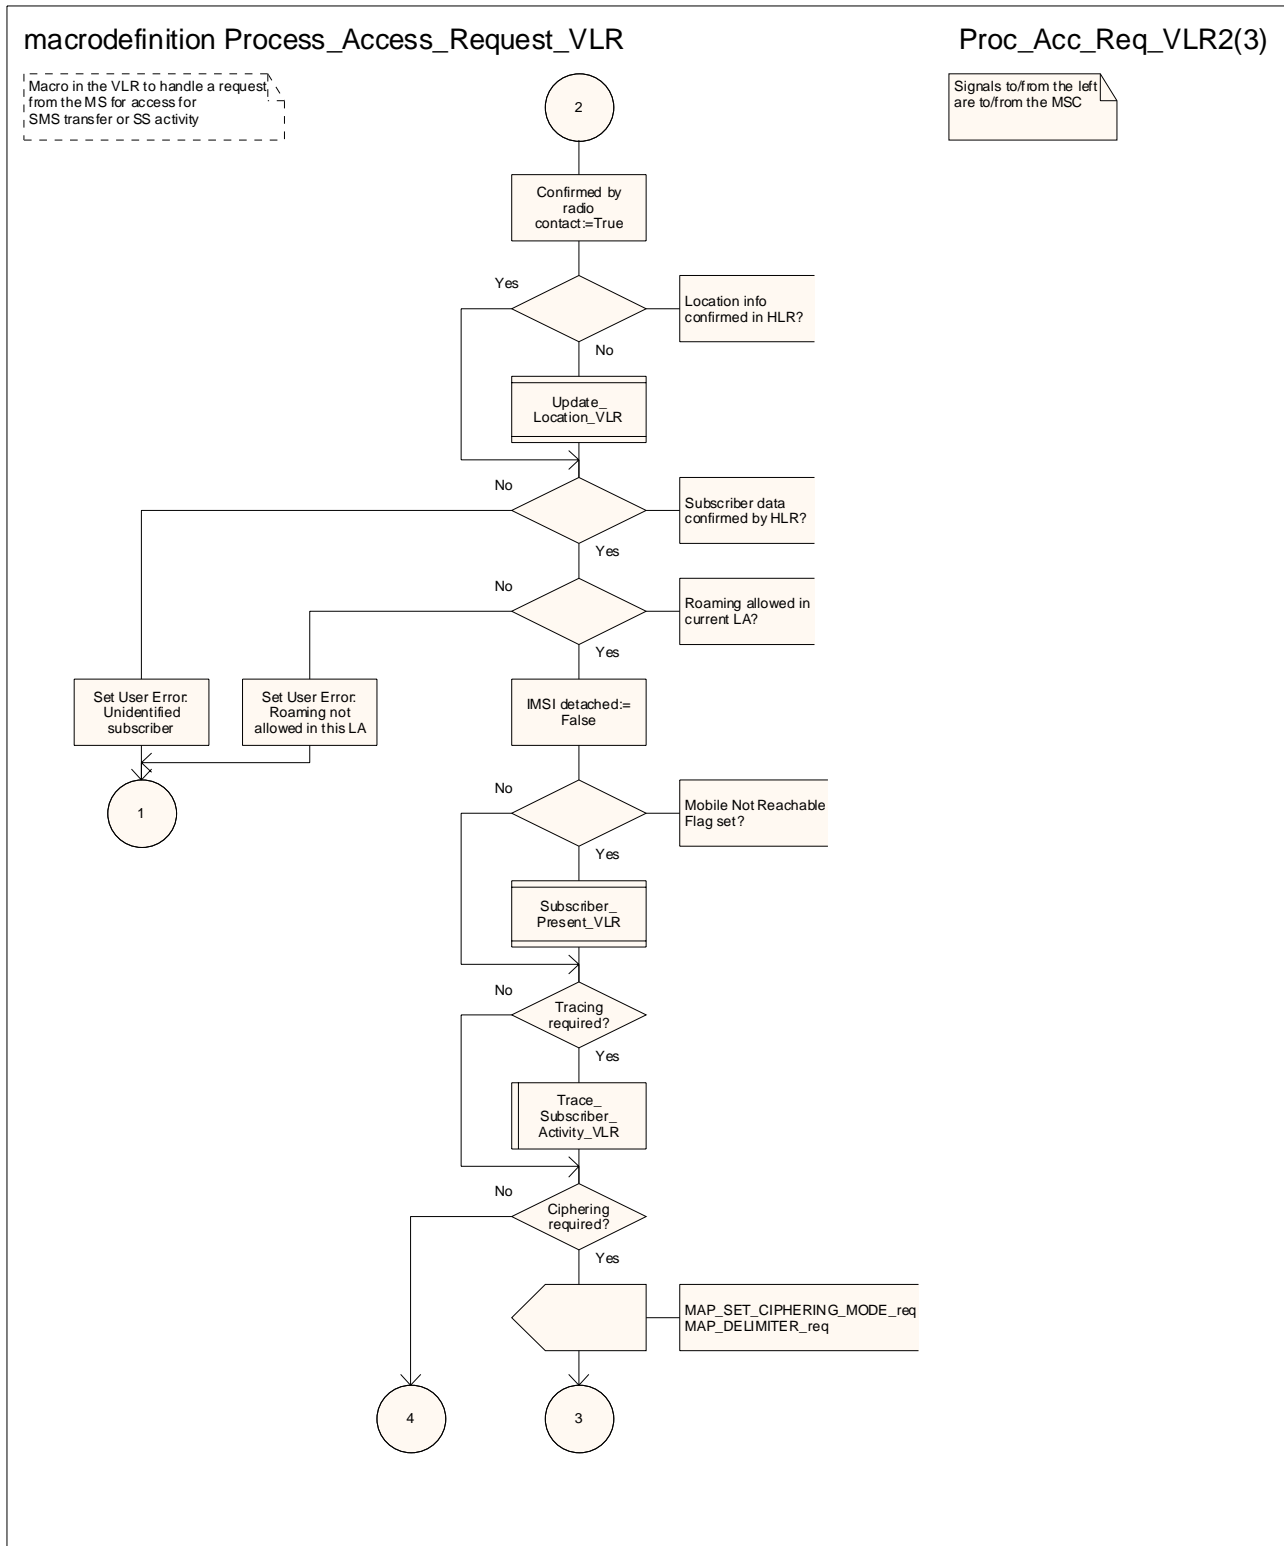 macrodefinition Process_Access_Request_VLR
Proc_Acc_Req_VLR2(3)
Macro in the VLR to handle a request
from the MS for access for
SMS transfer or SS activity
Signals to/from the left
are to/from the MSC
2
Confirmed by
radio
contact:=True
Yes
Location info
confirmed in HLR?
No
Update_
Location_VLR
No
Subscriber data
confirmed by HLR?
Yes
No
Roaming allowed in
current LA?
Yes
Set User Error:
Unidentified
subscriber
Set User Error:
Roaming not
allowed in this LA
IMSI detached:=
False
1
No
Mobile Not Reachable
Flag set?
Yes
Subscriber_
Present_VLR
No
Tracing
required?
Yes
Trace_
Subscriber_
Activity_VLR
No
Ciphering
required?
Yes
MAP_SET_CIPHERING_MODE_req
MAP_DELIMITER_req
4
3